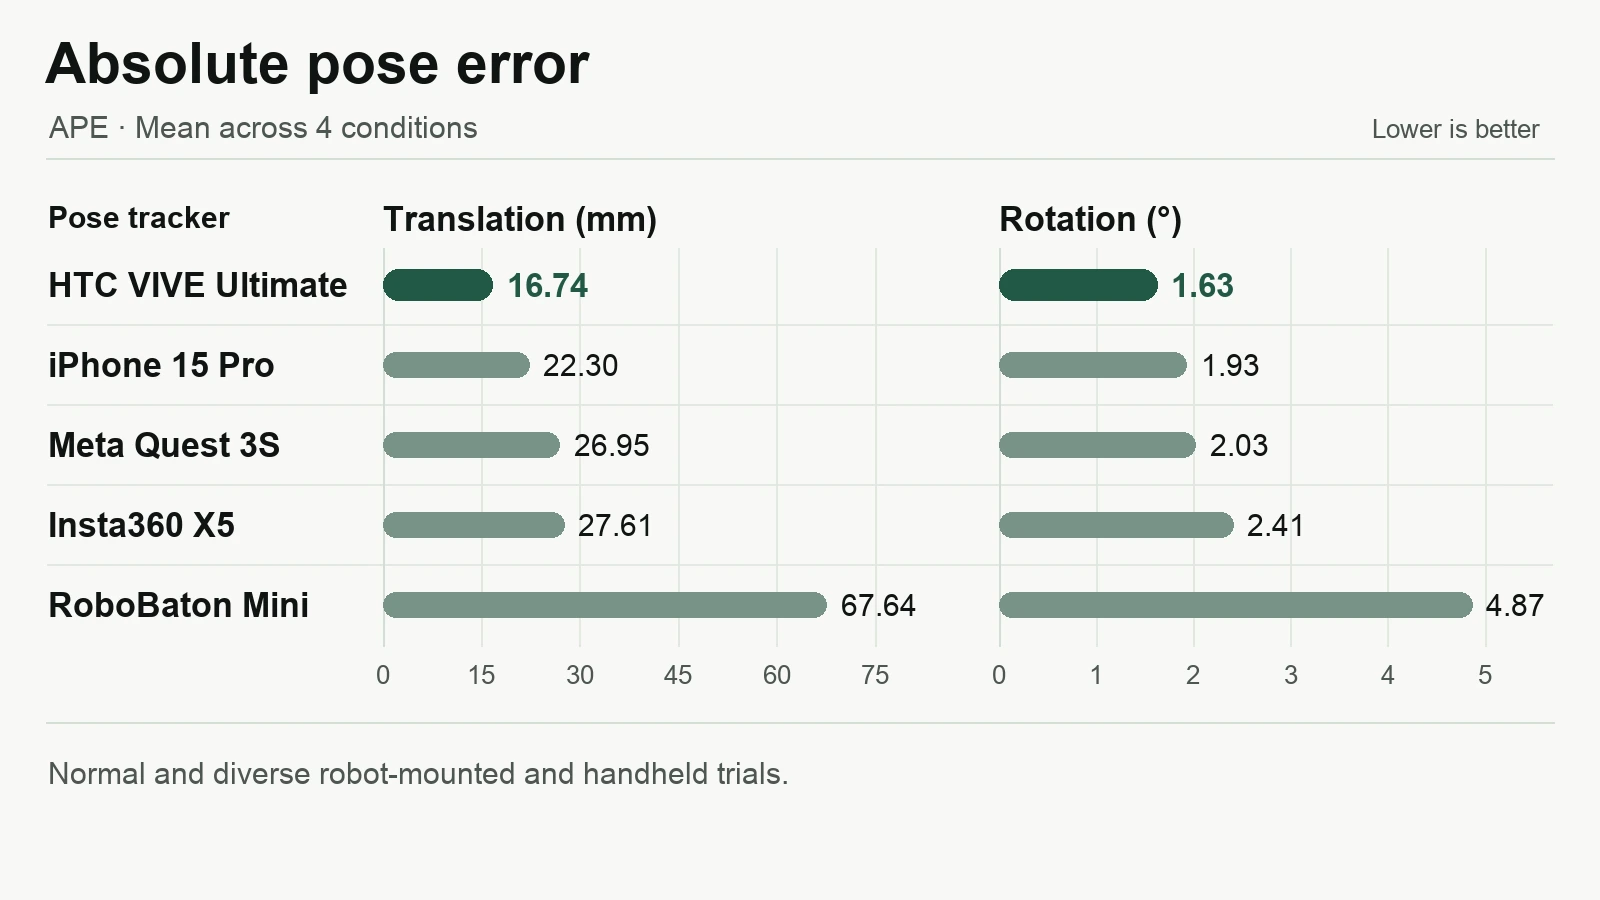 Absolute pose error
APE · Mean across 4 conditions
Lower is better
Pose tracker
Translation (mm)
Rotation (°)
HTC VIVE Ultimate 16.74 1.63
iPhone 15 Pro 22.30 1.93
Meta Quest 3S 26.95 2.03
Insta360 X5 27.61 2.41
RoboBaton Mini 67.64 4.87
0 15 30 45 60 75
0 1 2 3 4 5
Normal and diverse robot-mounted and handheld trials.